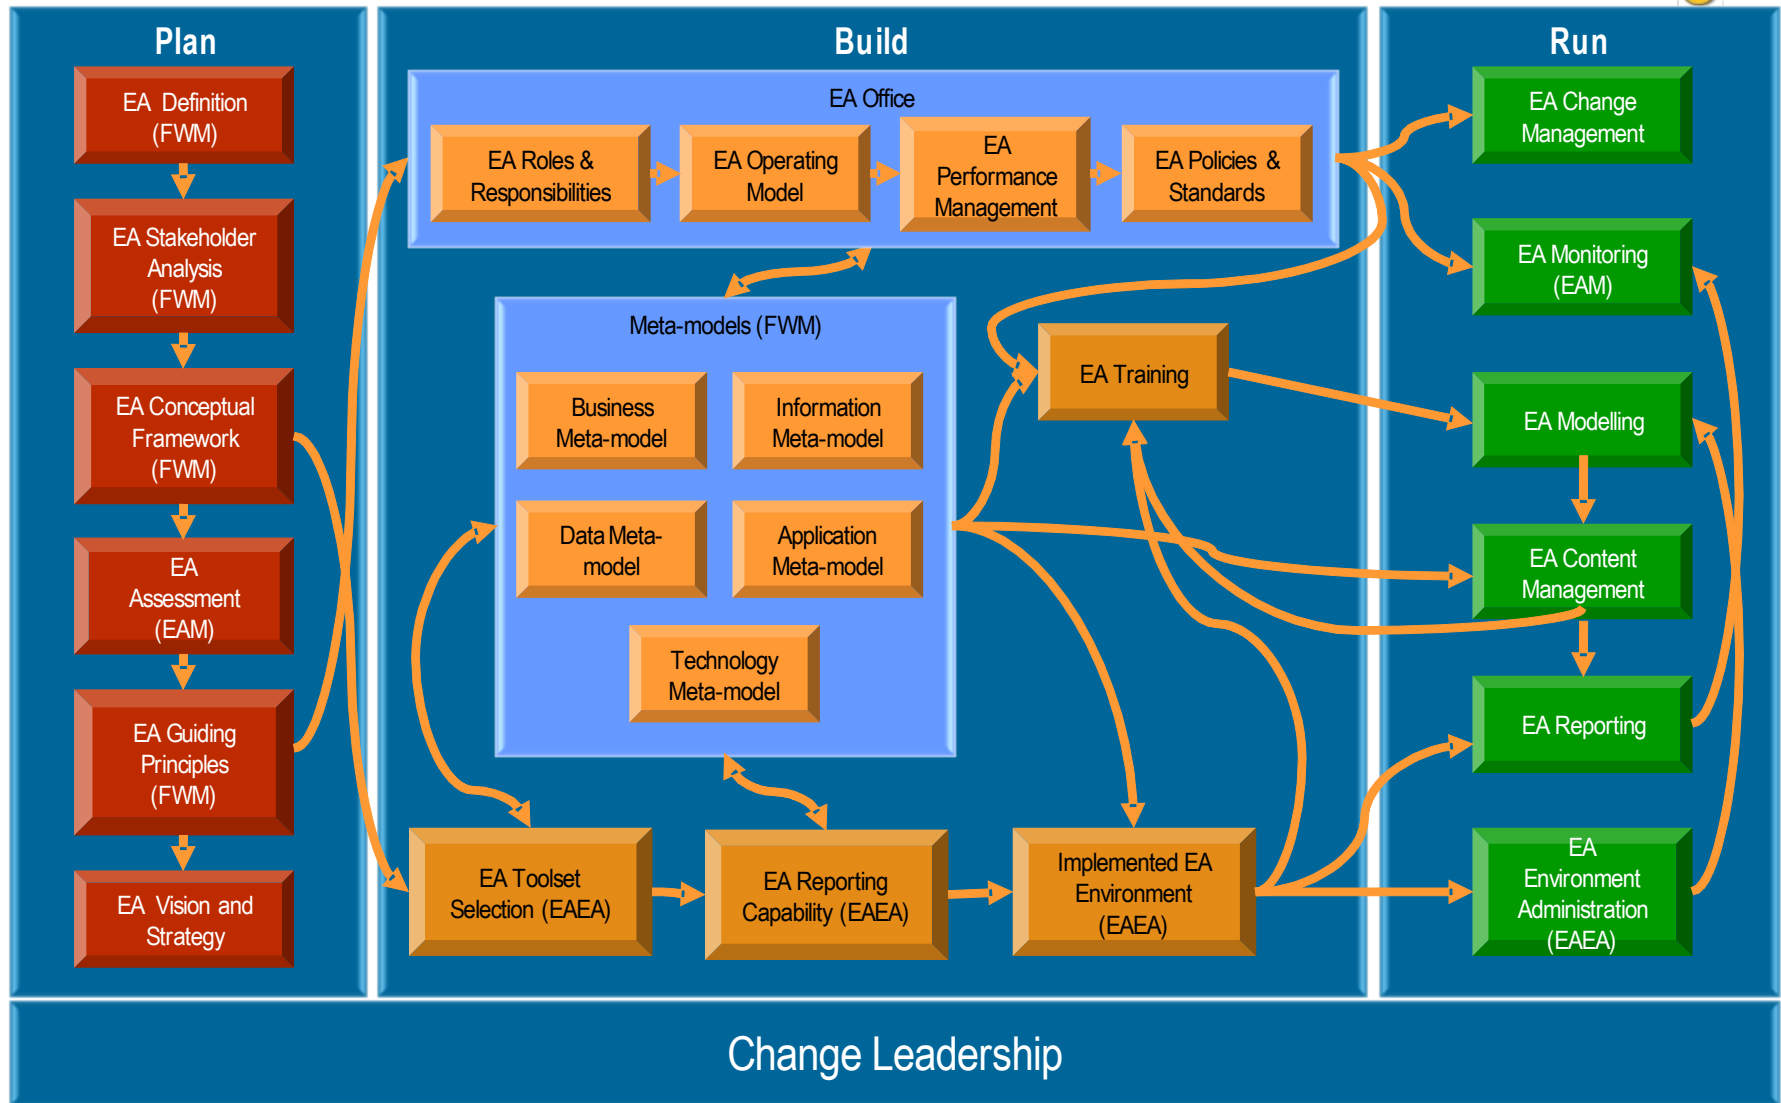 Plan
EA Definition
(FWM)
EA Stakeholder
Analysis
(FWM)
EA Conceptual
Framework
(FWM)
EA
Assessment
(EAM)
EA Guiding
Principles
(FWM)
EA Vision and
Strategy
Build
EA Office
EA Roles &
Responsibilities
EA Operating
Model
EA
Performance
Management
EA Policies &
Standards
Meta-models (FWM)
Business
Meta-model
Information
Meta-model
Data Meta-
model
Application
Meta-model
Technology
Meta-model
EA Training
EA Toolset
Selection (EAEA)
EA Reporting
Capability (EAEA)
Implemented EA
Environment
(EAEA)
Run
EA Change
Management
EA Monitoring
(EAM)
EA Modelling
EA Content
Management
EA Reporting
EA
Environment
Administration
(EAEA)
Change Leadership